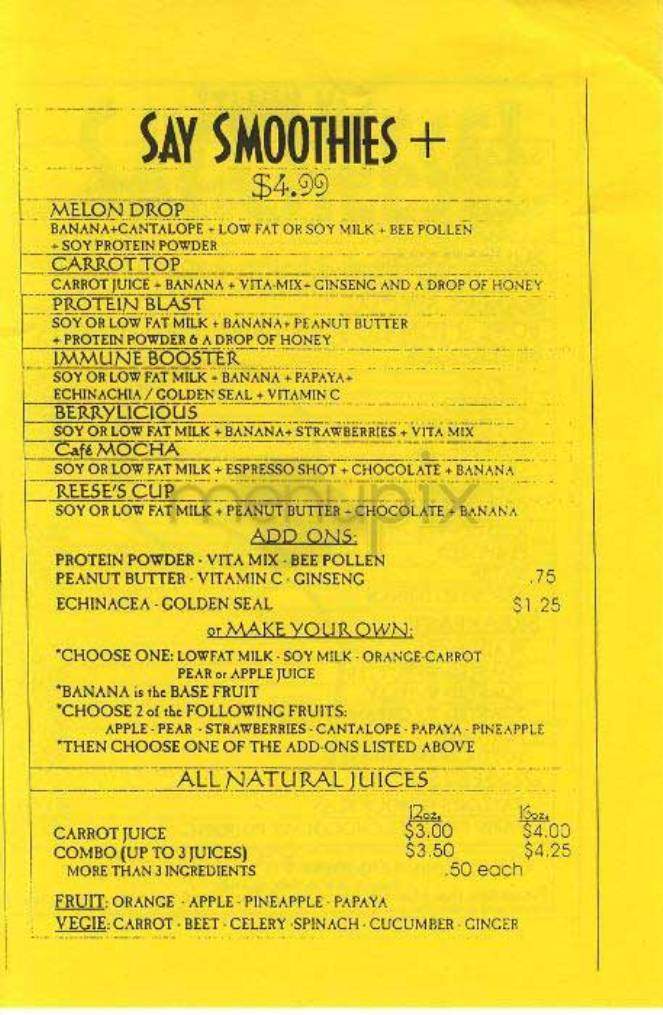 SAY SMOOTHIES +
$4.99
MELON DROP
BANANA+CANTALOPE + LOW FAT OR SOY MILK + BEE POLLEN
+ SOY PROTEIN POWDER
CARROT TOP
CARROT JUICE + BANANA + VITA-MIX+ GINSENG AND A DROP OF HONEY
PROTEIN BLAST
SOY OR LOW FAT MILK + BANANA+ PEANUT BUTTER
+ PROTEIN POWDER & A DROP OF HONEY
IMMUNE BOOSTER
SOY OR LOW FAT MILK + BANANA + PAPAYA+
ECHINACHIA / GOLDEN SEAL + VITAMIN C
BERRYLICIOUS
SOY OR LOW FAT MILK + BANANA+ STRAWBERRIES + VITA MIX
Café MOCHA
SOY OR LOW FAT MILK + ESPRESSO SHOT + CHOCOLATE + BANANA
REESE'S CUP
SOY OR LOW FAT MILK + PEANUT BUTTER + CHOCOLATE + BANANA
menupix
ADD ONS:
PROTEIN POWDER - VITA MIX - BEE POLLEN
PEANUT BUTTER - VITAMIN C - GINSENG .75
ECHINACEA - GOLDEN SEAL $1.25
or MAKE YOUR OWN:
*CHOOSE ONE: LOWFAT MILK - SOY MILK - ORANGE-CARROT
PEAR or APPLE JUICE
*BANANA is the BASE FRUIT
*CHOOSE 2 of the FOLLOWING FRUITS:
APPLE - PEAR - STRAWBERRIES - CANTALOPE - PAPAYA - PINEAPPLE
*THEN CHOOSE ONE OF THE ADD-ONS LISTED ABOVE
ALL NATURAL JUICES
12oz. 16oz.
CARROT JUICE $3.00 $4.00
COMBO (UP TO 3 JUICES) $3.50 $4.25
MORE THAN 3 INGREDIENTS .50 each
FRUIT: ORANGE - APPLE - PINEAPPLE - PAPAYA
VEGIE: CARROT - BEET - CELERY -SPINACH - CUCUMBER - GINGER